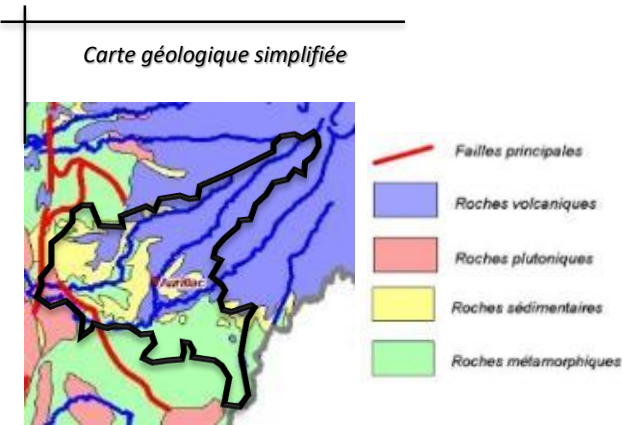 Carte géologique simplifiée
Failles principales
Roches volcaniques
Roches plutoniques
Aurillac
Roches sédimentaires
Roches métamorphiques